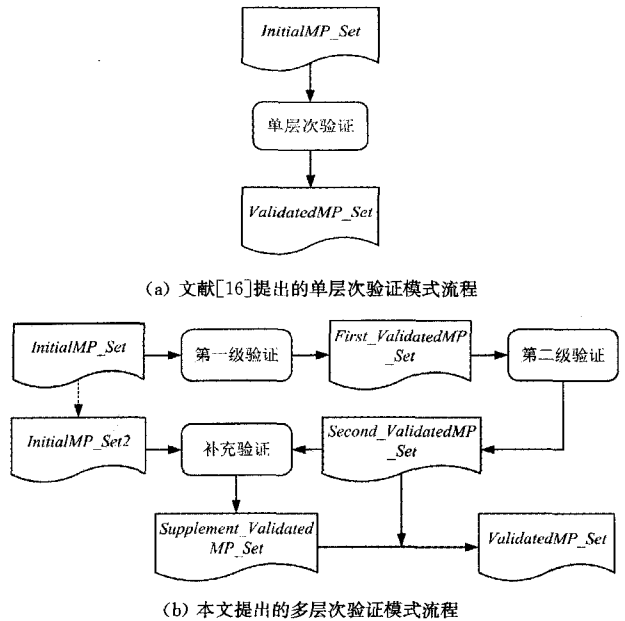 InitialMP_Set
单层次验证
ValidatedMP_Set
(a) 文献[16]提出的单层次验证模式流程
InitialMP_Set
第一级验证
First_ValidatedMP
_Set
第二级验证
InitialMP_Set2
补充验证
Second_ValidatedMP
_Set
Supplement_Validated
MP_Set
ValidatedMP_Set
(b) 本文提出的多层次验证模式流程